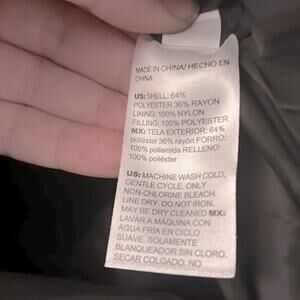 MADE IN CHINA/ HECHO EN
CHINA
US: SHELL: 64%
POLYESTER 36% RAYON
LINING: 100% NYLON
FILLING: 100% POLYESTER
MX: TELA EXTERIOR: 64%
poliéster 36% rayón FORRO:
100% poliamida RELLENO:
100% poliéster
US: MACHINE WASH COLD,
GENTLE CYCLE. ONLY
NON-CHLORINE BLEACH.
LINE DRY. DO NOT IRON.
MAY BE DRY CLEANED MX:
LAVAR A MÁQUINA CON
AGUA FRÍA EN CICLO
SUAVE. SOLAMENTE
BLANQUEADOR SIN CLORO.
SECAR COLGADO. NO